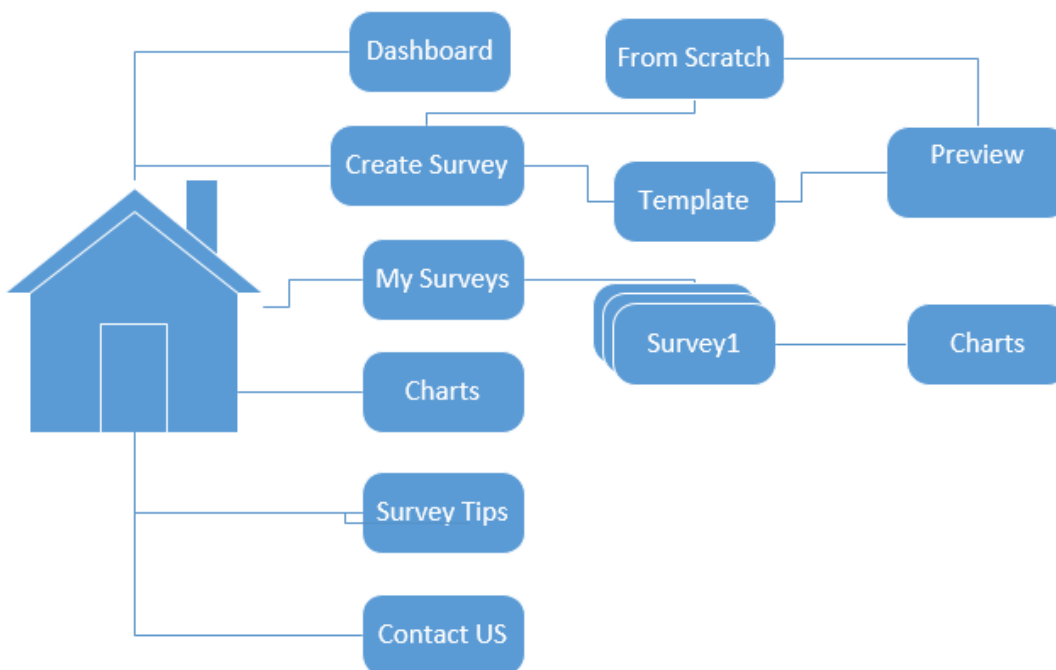 Dashboard
From Scratch
Create Survey
Preview
Template
My Surveys
Survey1
Charts
Charts
Survey Tips
Contact US